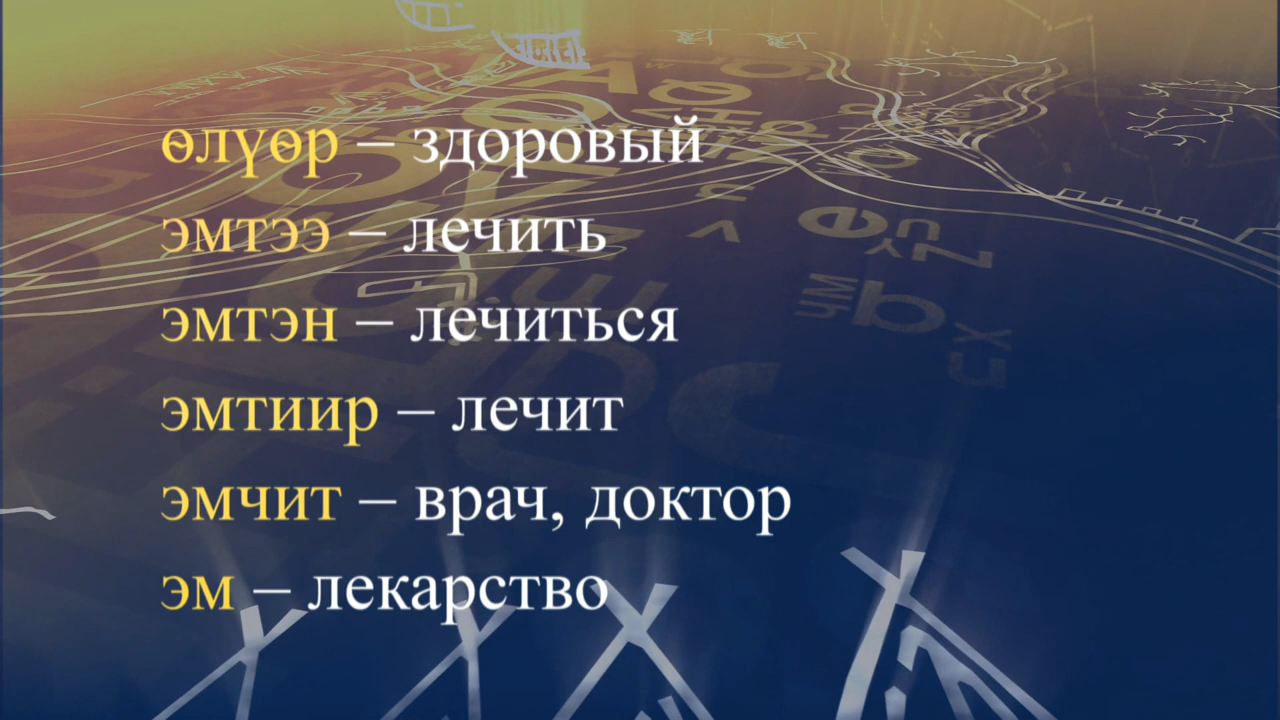 өлүөр – здоровый
эмтээ – лечить
эмтэн – лечиться
эмтиир – лечит
эмчит – врач, доктор
эм – лекарство